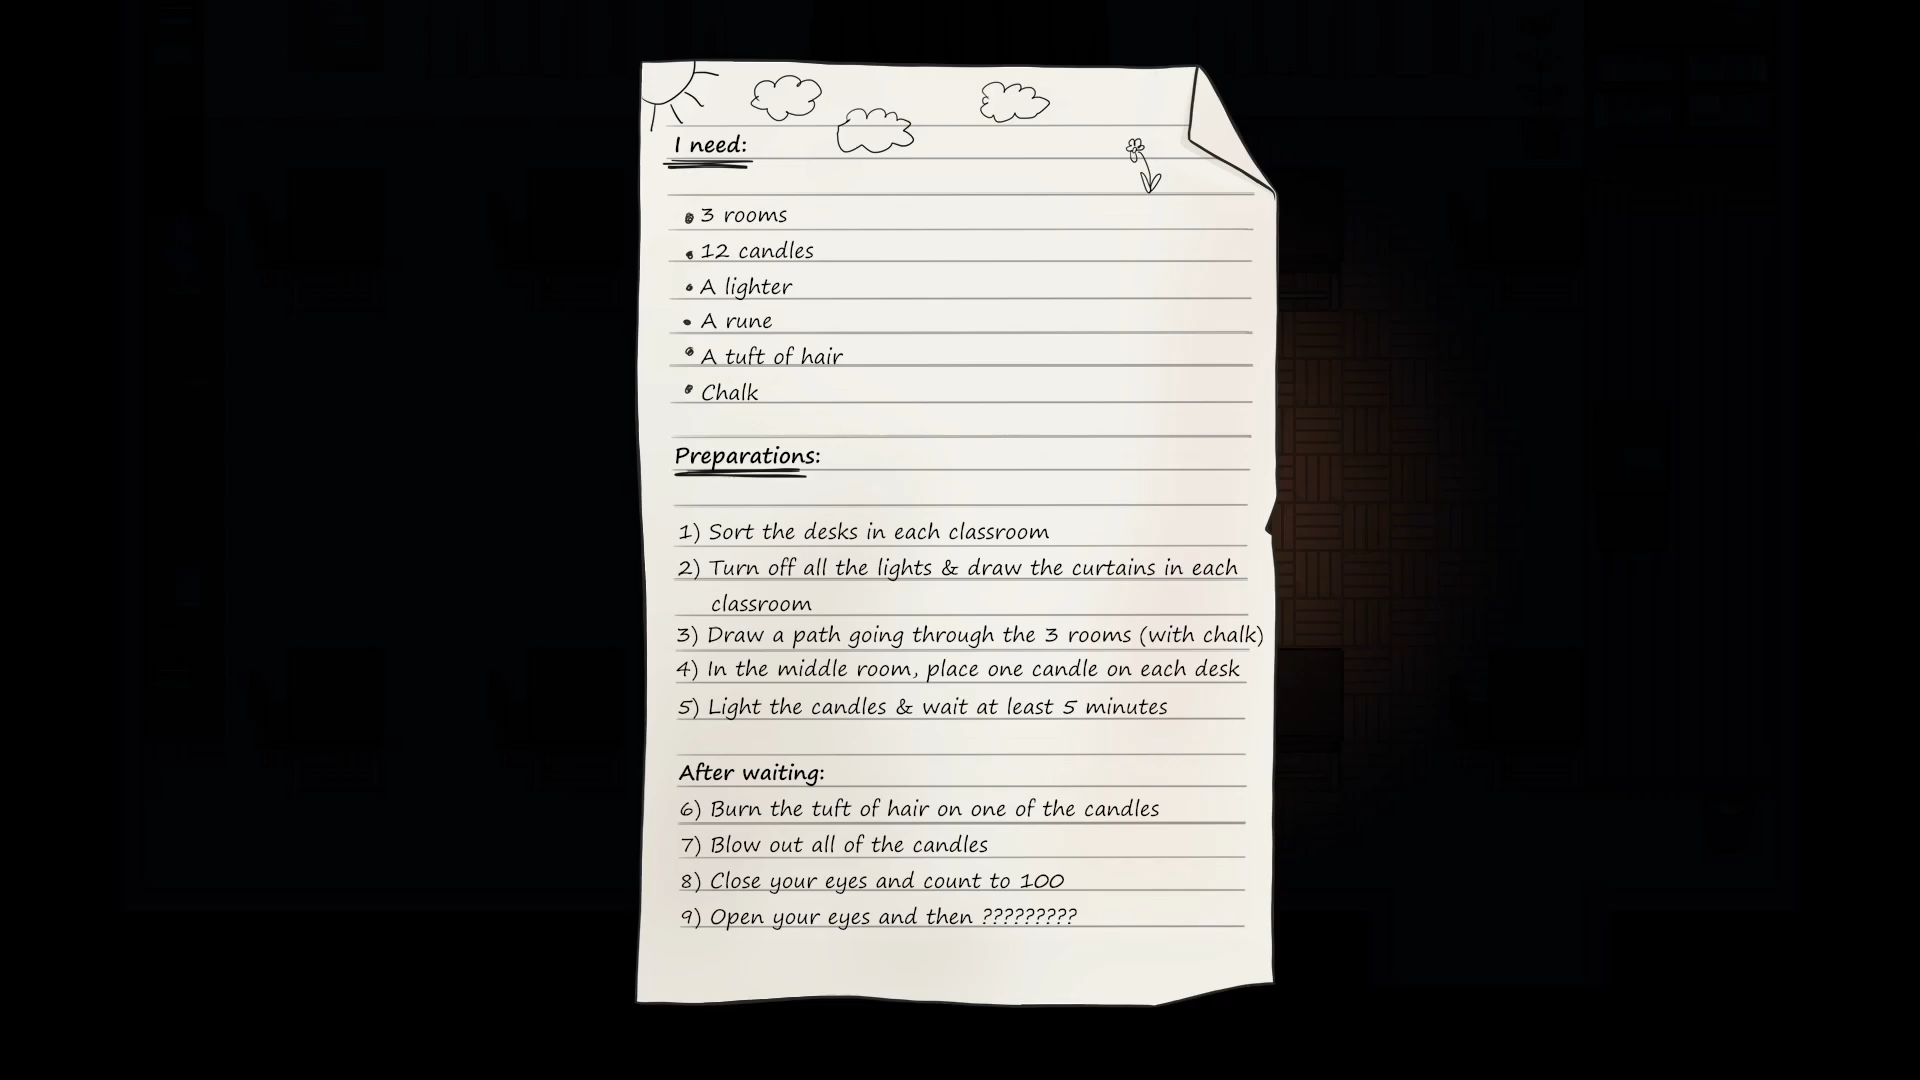 I need:
• 3 rooms
• 12 candles
• A lighter
• A rune
• A tuft of hair
• Chalk
Preparations:
1) Sort the desks in each classroom
2) Turn off all the lights & draw the curtains in each
classroom
3) Draw a path going through the 3 rooms (with chalk)
4) In the middle room, place one candle on each desk
5) Light the candles & wait at least 5 minutes
After waiting:
6) Burn the tuft of hair on one of the candles
7) Blow out all of the candles
8) Close your eyes and count to 100
9) Open your eyes and then ?????????